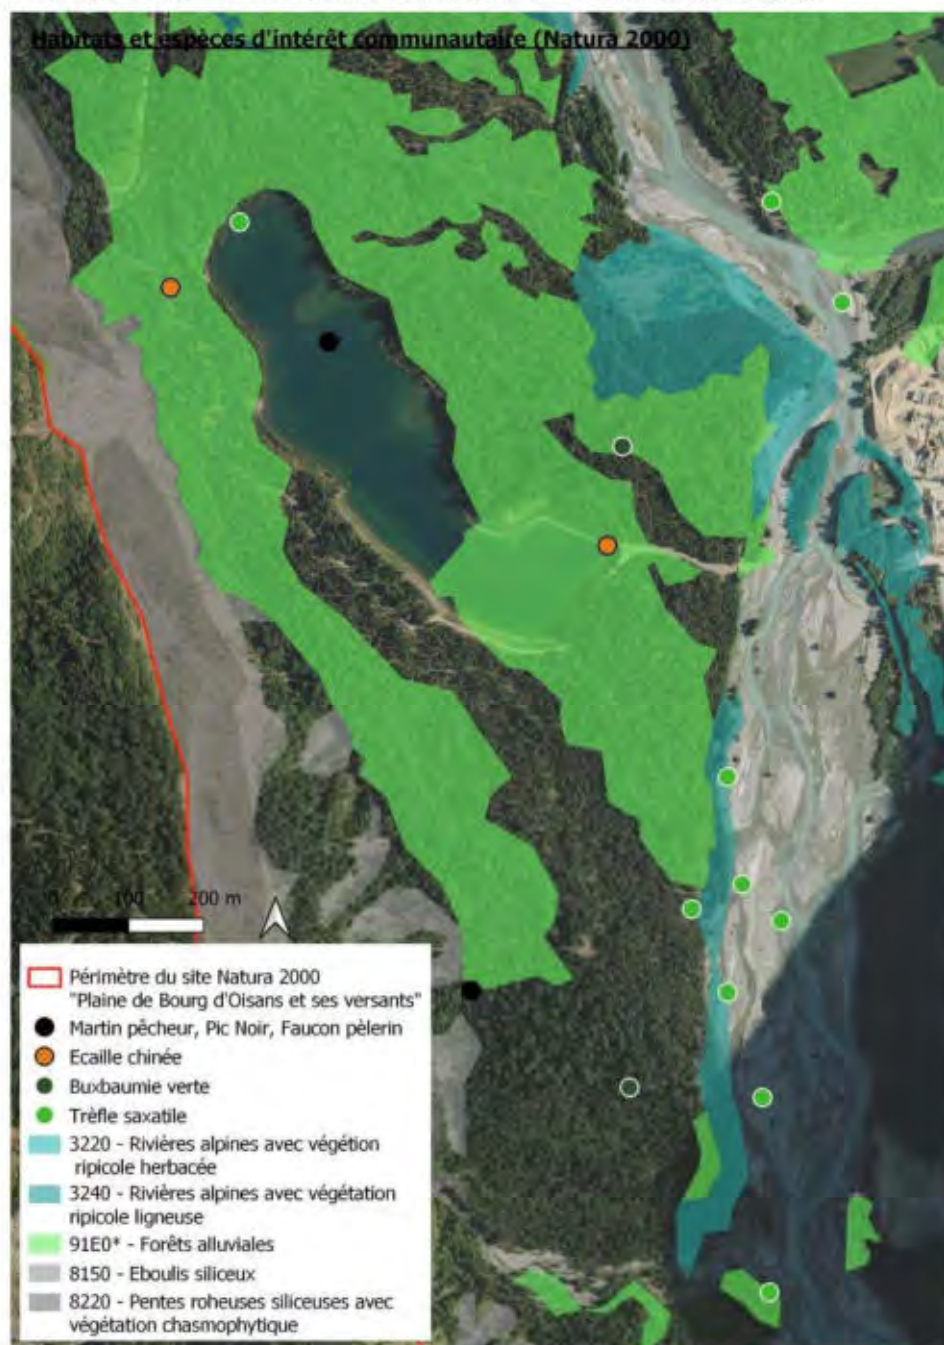 Habitats et espèces d'intérêt communautaire (Natura 2000)
0 100 200 m
Périmètre du site Natura 2000
"Plaine de Bourg d'Oisans et ses versants"
Martin pêcheur, Pic Noir, Faucon pèlerin
Ecaille chinée
Buxbaumie verte
Trèfle saxatile
3220 - Rivières alpines avec végétion
ripicole herbacée
3240 - Rivières alpines avec végétation
ripicole ligneuse
91E0* - Forêts alluviales
8150 - Eboulis siliceux
8220 - Pentes roheuses siliceuses avec
végétation chasmophytique